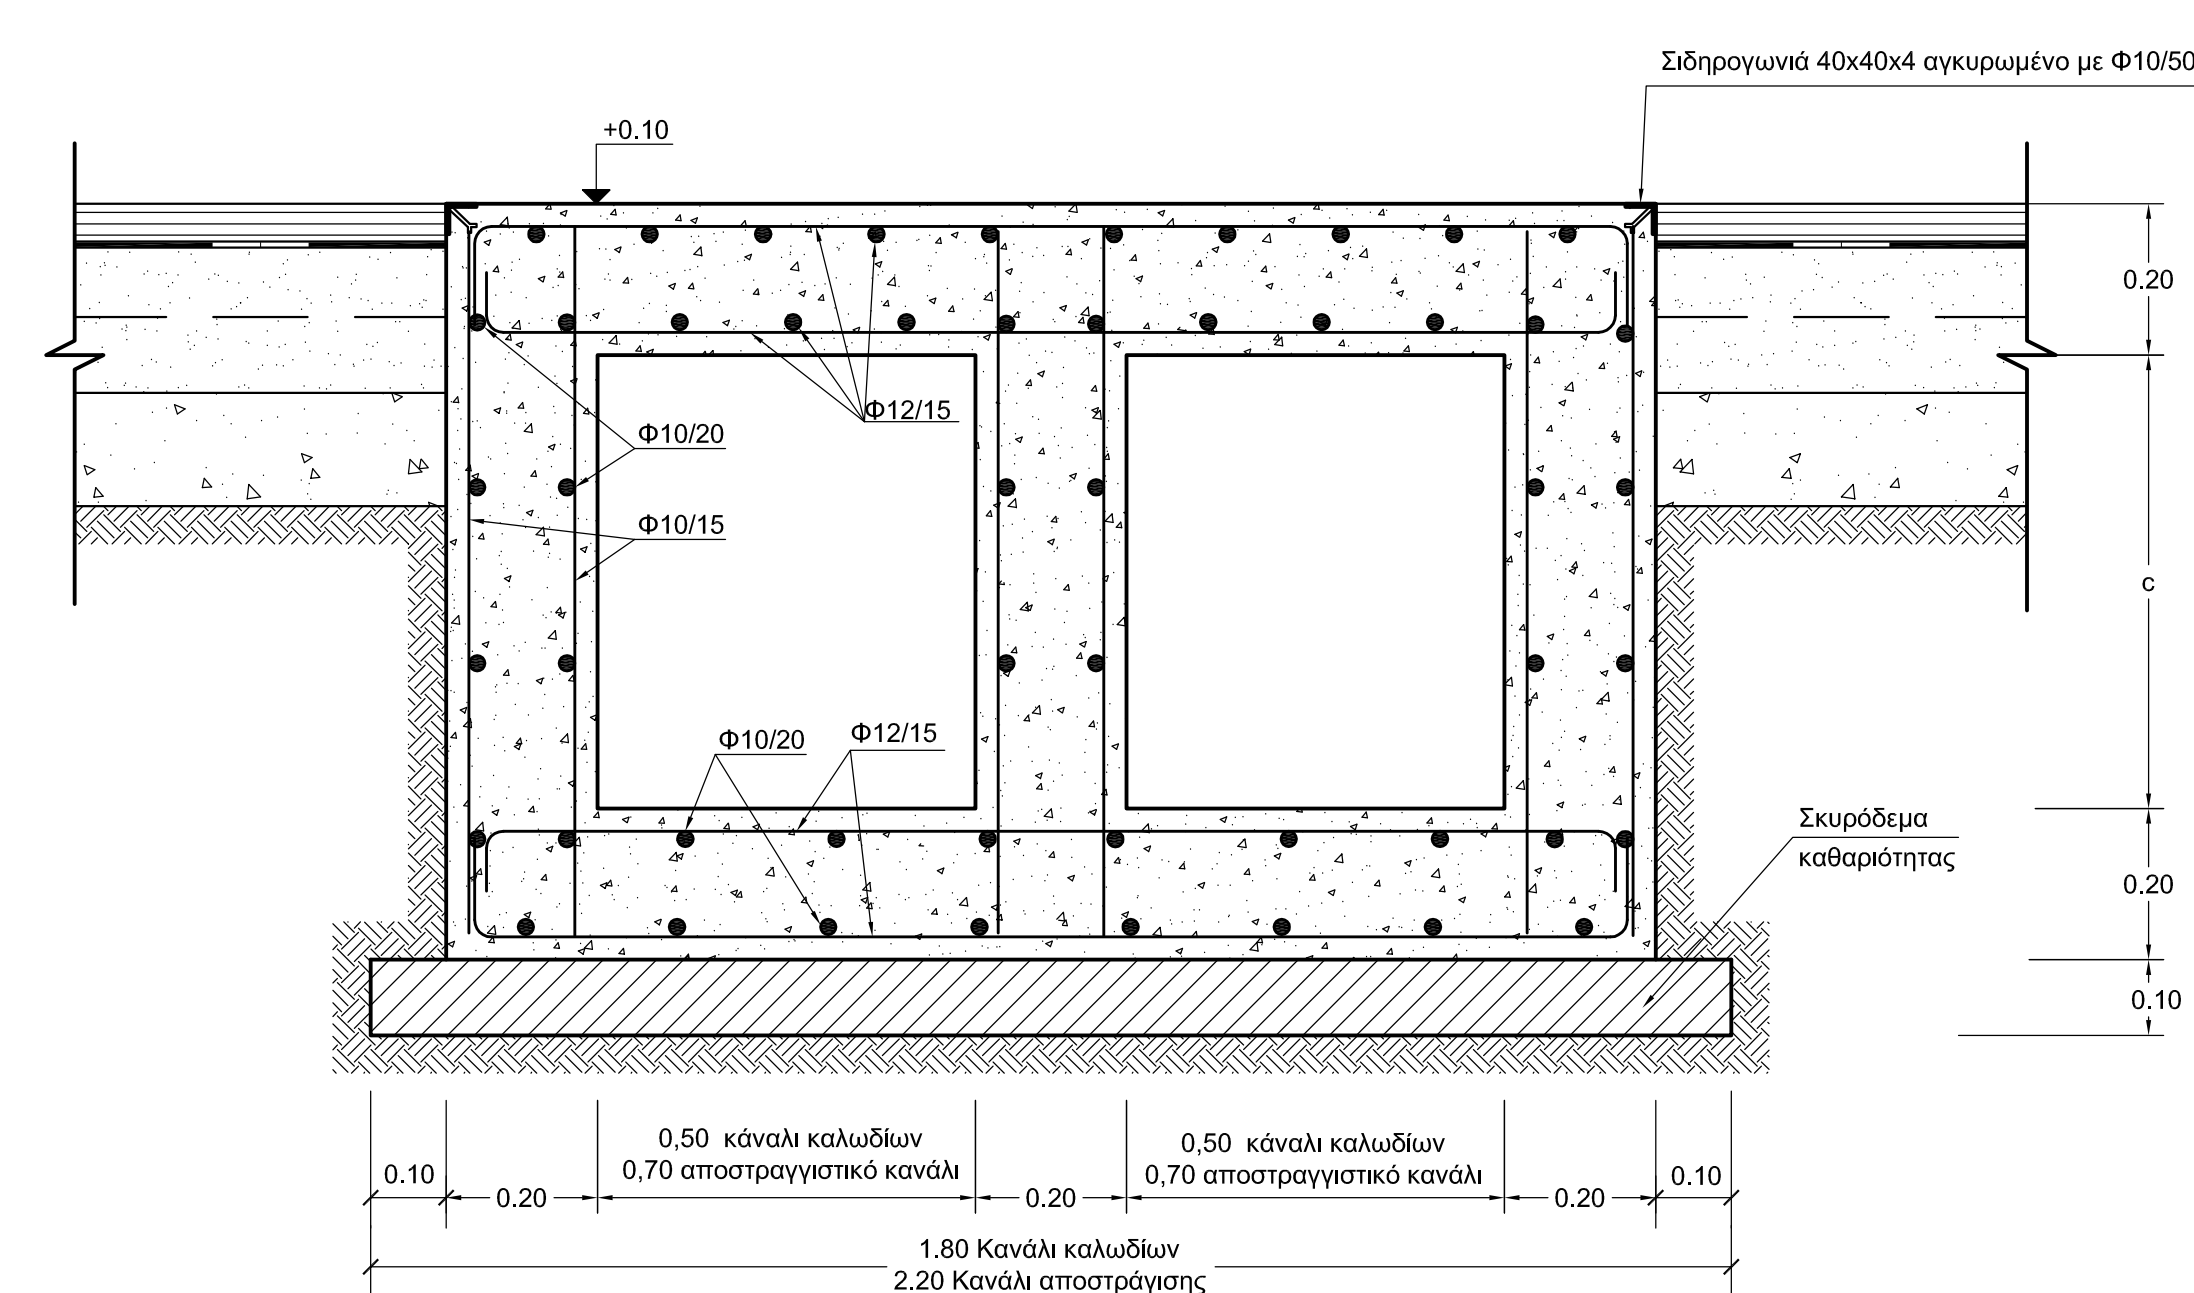 Σιδηρογωνιά 40x40x4 αγκυρωμένο με Φ10/50
+0.10
0.20
Φ12/15
Φ10/20
Φ10/15
c
Φ10/20
Φ12/15
Σκυρόδεμα
καθαριότητας
0.20
0.10
0,50 κάναλι καλωδίων
0,70 αποστραγγιστικό κανάλι
0,50 κάναλι καλωδίων
0,70 αποστραγγιστικό κανάλι
0.10
0.20
0.20
0.20
0.10
1.80 Κανάλι καλωδίων
2.20 Κανάλι αποστράγισης